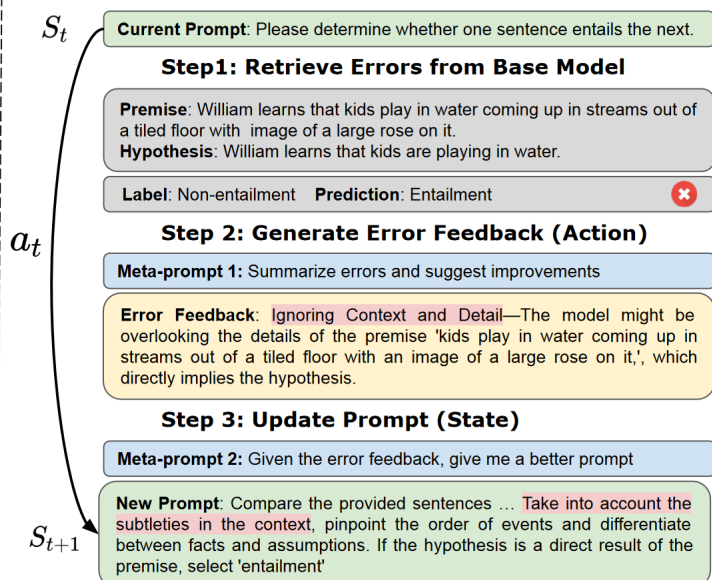 S_t
Current Prompt: Please determine whether one sentence entails the next.
Step1: Retrieve Errors from Base Model
Premise: William learns that kids play in water coming up in streams out of
a tiled floor with image of a large rose on it.
Hypothesis: William learns that kids are playing in water.
Label: Non-entailment Prediction: Entailment
a_t
Step 2: Generate Error Feedback (Action)
Meta-prompt 1: Summarize errors and suggest improvements
Error Feedback: Ignoring Context and Detail—The model might be
overlooking the details of the premise 'kids play in water coming up in
streams out of a tiled floor with an image of a large rose on it,', which
directly implies the hypothesis.
Step 3: Update Prompt (State)
Meta-prompt 2: Given the error feedback, give me a better prompt
New Prompt: Compare the provided sentences … Take into account the
subtleties in the context, pinpoint the order of events and differentiate
between facts and assumptions. If the hypothesis is a direct result of the
premise, select 'entailment'
S_{t+1}